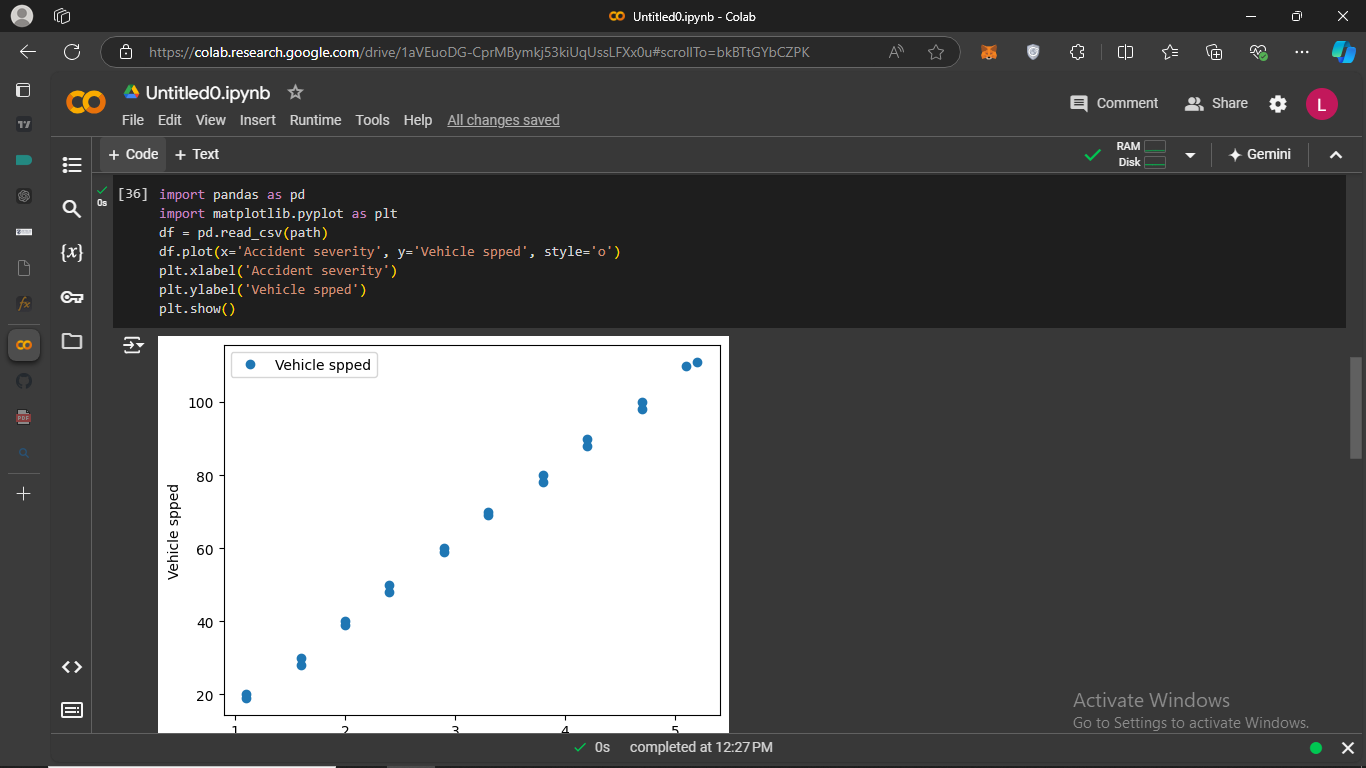 Untitled0.ipynb - Colab
https://colab.research.google.com/drive/1aVEuoDG-CprMBymkj53kiUqUssLFXx0u#scrollTo=bkBTtGYbCZPK
Untitled0.ipynb
Comment
Share
L
File Edit View Insert Runtime Tools Help All changes saved
+ Code + Text
RAM
Disk
Gemini
0s
[36] import pandas as pd
import matplotlib.pyplot as plt
df = pd.read_csv(path)
df.plot(x='Accident severity', y='Vehicle spped', style='o')
plt.xlabel('Accident severity')
plt.ylabel('Vehicle spped')
plt.show()
Vehicle spped
100
80
60
40
20
Vehicle spped
1 2 3 4 5
{x}
PDF
fx
Activate Windows
Go to Settings to activate Windows.
0s completed at 12:27 PM